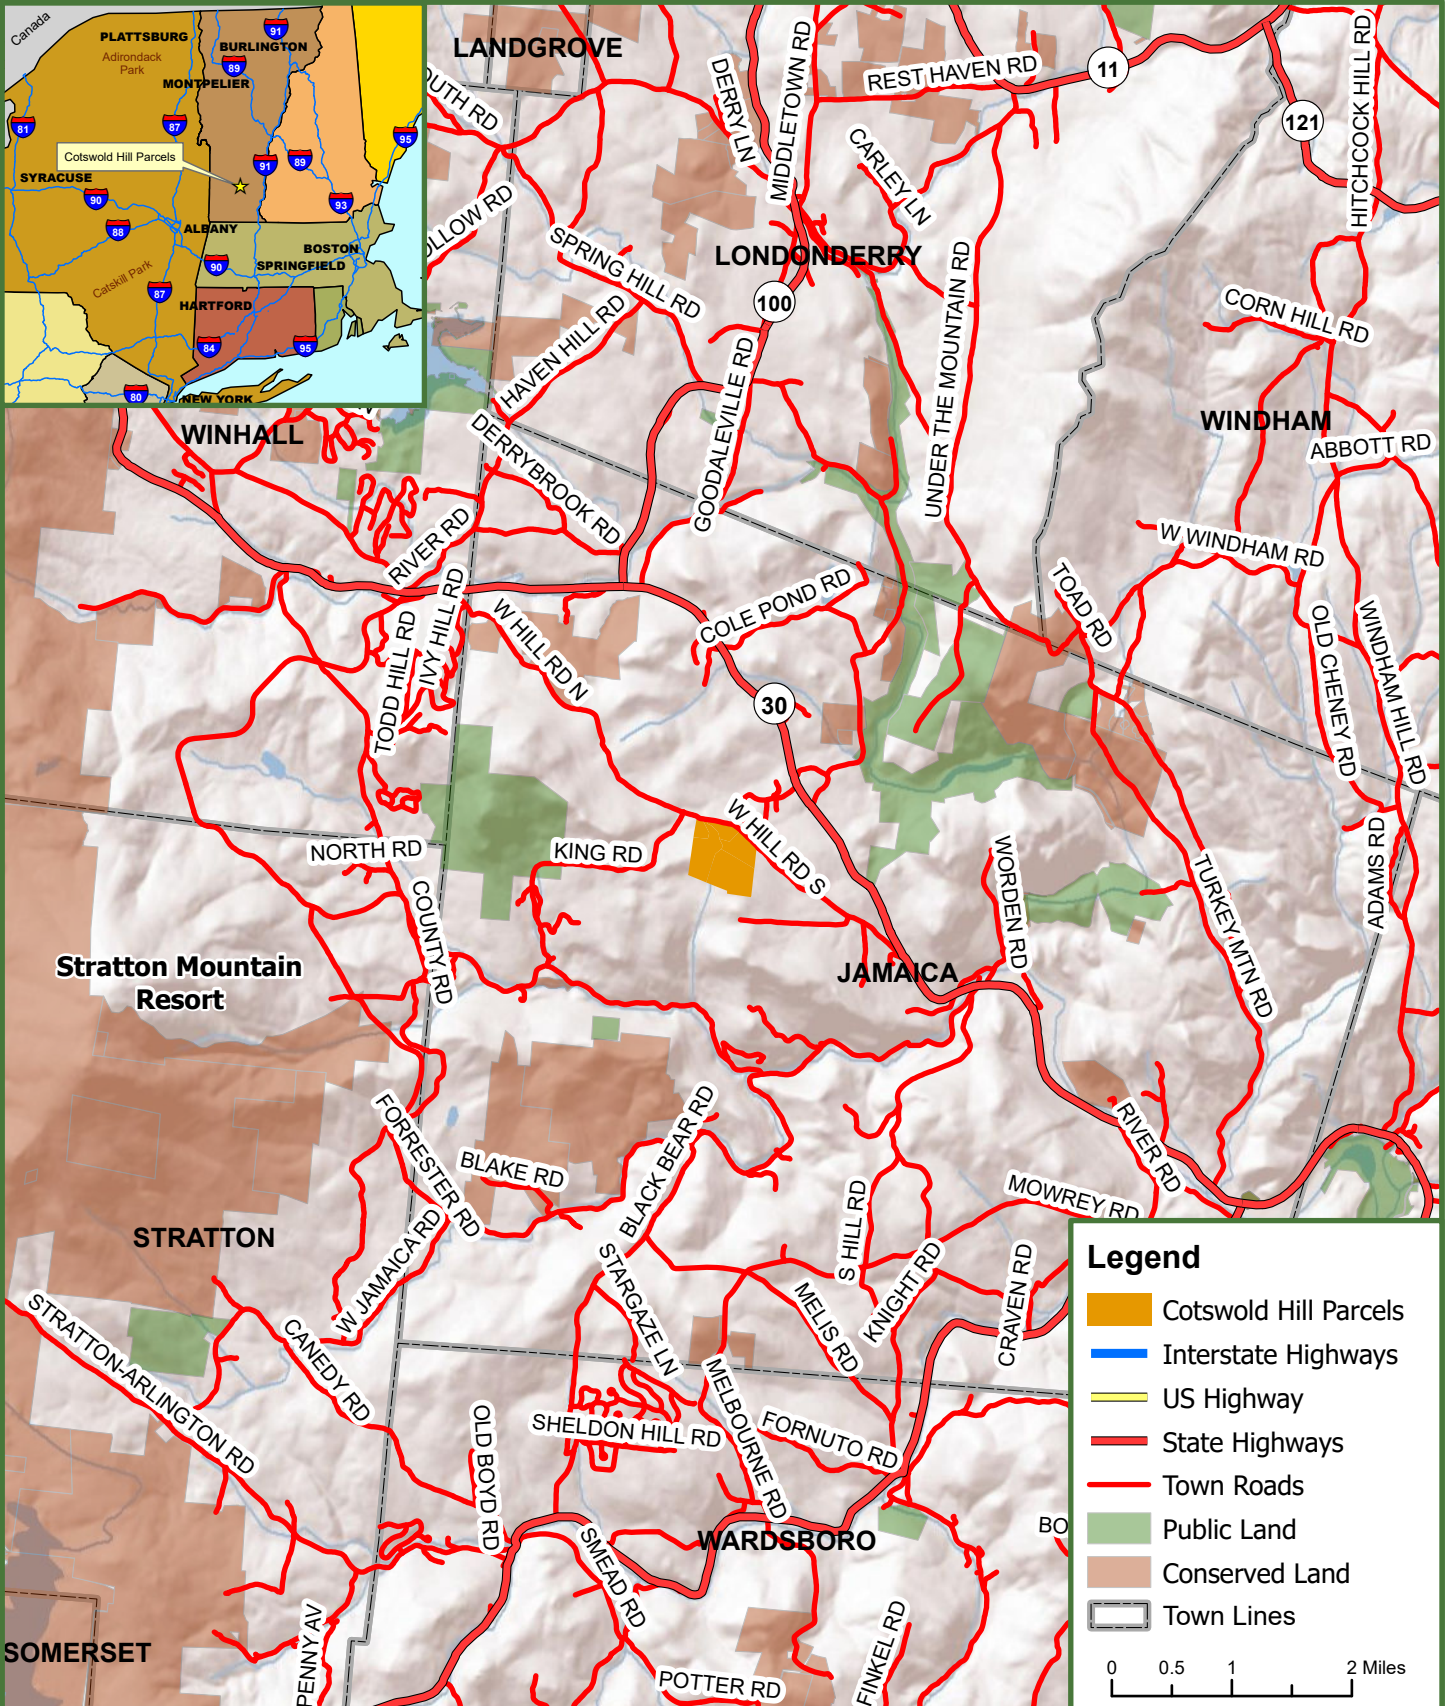 Canada
PLATTSBURG
Adirondack
Park
91
BURLINGTON
89
MONTPELIER
81
87
95
Cotswold Hill Parcels
91
89
SYRACUSE
90
93
88
ALBANY
BOSTON
90
SPRINGFIELD
Catskill Park
87
HARTFORD
84
95
80
NEW YORK
LANDGROVE
OUTH RD
DERRY LN
MIDDLETOWN RD
REST HAVEN RD
11
121
HITCHCOCK HILL RD
CARLEY LN
OLLOW RD
SPRING HILL RD
LONDONDERRY
100
UNDER THE MOUNTAIN RD
CORN HILL RD
HAVEN HILL RD
GOODALEVILLE RD
WINHALL
DERRYBROOK RD
WINDHAM
ABBOTT RD
RIVER RD
W WINDHAM RD
IVY HILL RD
TODD HILL RD
W HILL RD N
COLE POND RD
TOAD RD
OLD CHENEY RD
WINDHAM HILL RD
30
NORTH RD
KING RD
W HILL RD S
WORDEN RD
TURKEY MTN RD
ADAMS RD
COUNTY RD
Stratton Mountain
Resort
JAMAICA
FORRESTER RD
BLAKE RD
BLACK BEAR RD
RIVER RD
MOWREY RD
S HILL RD
STRATTON
W JAMAICA RD
STARGAZE LN
KNIGHT RD
CRAVEN RD
MELIS RD
STRATTON-ARLINGTON RD
CANEDY RD
OLD BOYD RD
SHELDON HILL RD
MELBOURNE RD
FORNUTO RD
WARDSBORO
BO
SMEAD RD
SOMERSET
PENNY AV
POTTER RD
FINKEL RD
Legend
Cotswold Hill Parcels
Interstate Highways
US Highway
State Highways
Town Roads
Public Land
Conserved Land
Town Lines
0 0.5 1 2 Miles